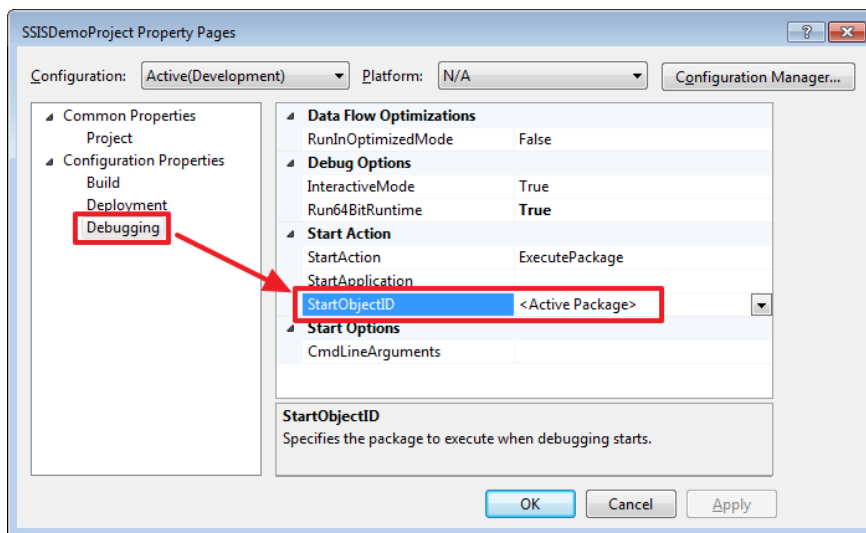 SSISDemoProject Property Pages
Configuration: Active(Development) Platform: N/A Configuration Manager...
Common Properties
Project
Configuration Properties
Build
Deployment
Debugging
Data Flow Optimizations
RunInOptimizedMode False
Debug Options
InteractiveMode True
Run64BitRuntime True
Start Action
StartAction ExecutePackage
StartApplication
StartObjectID <Active Package>
Start Options
CmdLineArguments
StartObjectID
Specifies the package to execute when debugging starts.
OK Cancel Apply